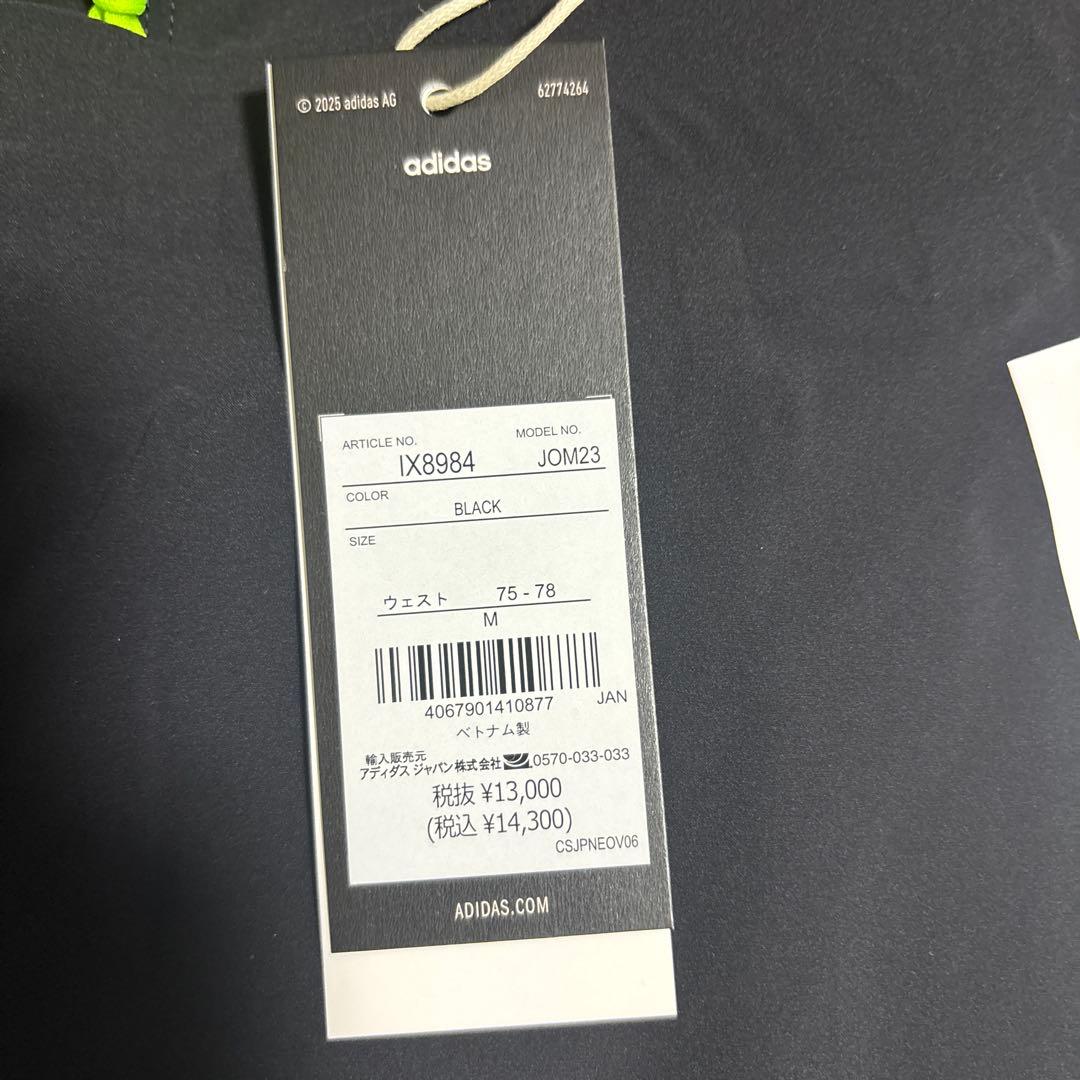 © 2025 adidas AG
62774264
adidas
ARTICLE NO.
MODEL NO.
IX8984
JOM23
COLOR
BLACK
SIZE
ウェスト 75 - 78
M
4067901410877
JAN
ベトナム製
輸入販売元
アディダス ジャパン株式会社 0570-033-033
税抜 ¥13,000
(税込 ¥14,300)
CSJPNEOV06
ADIDAS.COM